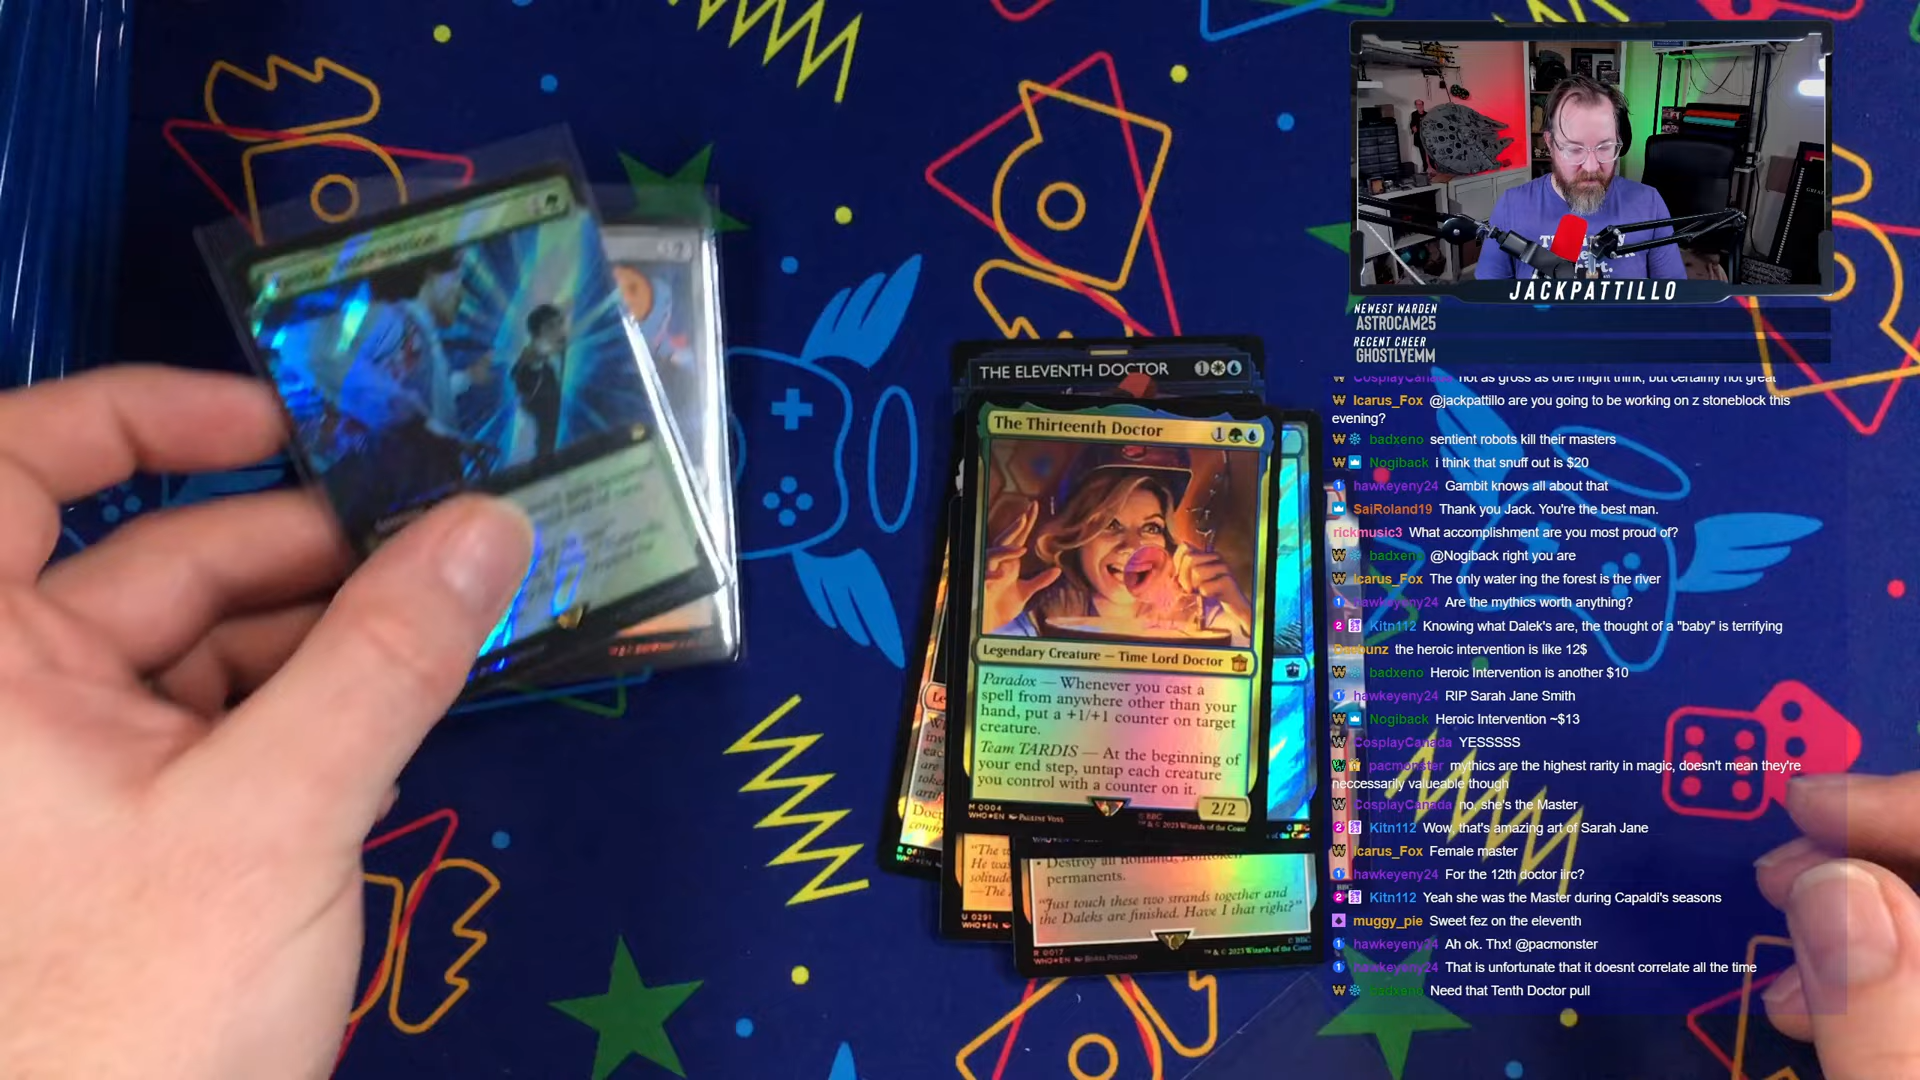 THE ELEVENTH DOCTOR 1
The Thirteenth Doctor 1
Legendary Creature — Time Lord Doctor
Paradox — Whenever you cast a
spell from anywhere other than your
hand, put a +1/+1 counter on target
creature.
Team TARDIS — At the beginning of
your end step, untap each creature
you control with a counter on it.
2/2
M 0004
WHO • EN
© BBC
™ & © 2023 Wizards of the Coast
• Destroy all nonland, nontoken
permanents.
"Just touch these two strands together and
the Daleks are finished. Have I that right?"
R 0017
WHO • EN
© BBC
™ & © 2023 Wizards of the Coast
"The
He was
solitude
—The
U 0291
WHO • EN
JACKPATTILLO
NEWEST WARDEN
ASTROCAM25
RECENT CHEER
GHOSTLYEMM
CosplayCanada not as gross as one might think, but certainly not great
Icarus_Fox @jackpattillo are you going to be working on z stoneblock this
evening?
badxeno sentient robots kill their masters
Nogiback i think that snuff out is $20
hawkeyeny24 Gambit knows all about that
SaiRoland19 Thank you Jack. You're the best man.
rickmusic3 What accomplishment are you most proud of?
badxeno @Nogiback right you are
Icarus_Fox The only water ing the forest is the river
hawkeyeny24 Are the mythics worth anything?
Kitn112 Knowing what Dalek's are, the thought of a "baby" is terrifying
the heroic intervention is like 12$
badxeno Heroic Intervention is another $10
hawkeyeny24 RIP Sarah Jane Smith
Nogiback Heroic Intervention ~$13
CosplayCanada YESSSSS
pacmonster mythics are the highest rarity in magic, doesn't mean they're
neccessarily valueable though
CosplayCanada no, she's the Master
Kitn112 Wow, that's amazing art of Sarah Jane
Icarus_Fox Female master
hawkeyeny24 For the 12th doctor iirc?
Kitn112 Yeah she was the Master during Capaldi's seasons
muggy_pie Sweet fez on the eleventh
hawkeyeny24 Ah ok. Thx! @pacmonster
hawkeyeny24 That is unfortunate that it doesnt correlate all the time
badxeno Need that Tenth Doctor pull